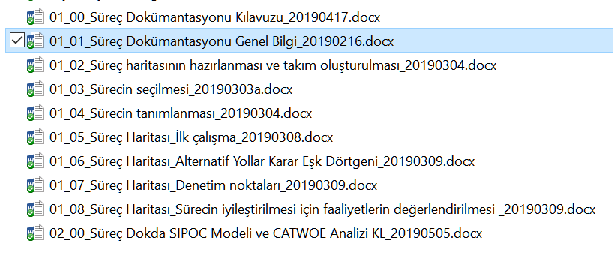 01_00_Süreç Dokümantasyonu Kılavuzu_20190417.docx
01_01_Süreç Dokümantasyonu Genel Bilgi_20190216.docx
01_02_Süreç haritasının hazırlanması ve takım oluşturulması_20190304.docx
01_03_Sürecin seçilmesi_20190303a.docx
01_04_Sürecin tanımlanması_20190304.docx
01_05_Süreç Haritası_İlk çalışma_20190308.docx
01_06_Süreç Haritası_Alternatif Yollar Karar Eşk Dörtgeni_20190309.docx
01_07_Süreç Haritası_Denetim noktaları_20190309.docx
01_08_Süreç Haritası_Sürecin iyileştirilmesi için faaliyetlerin değerlendirilmesi _20190309.docx
02_00_Süreç Dokda SIPOC Modeli ve CATWOE Analizi KL_20190505.docx